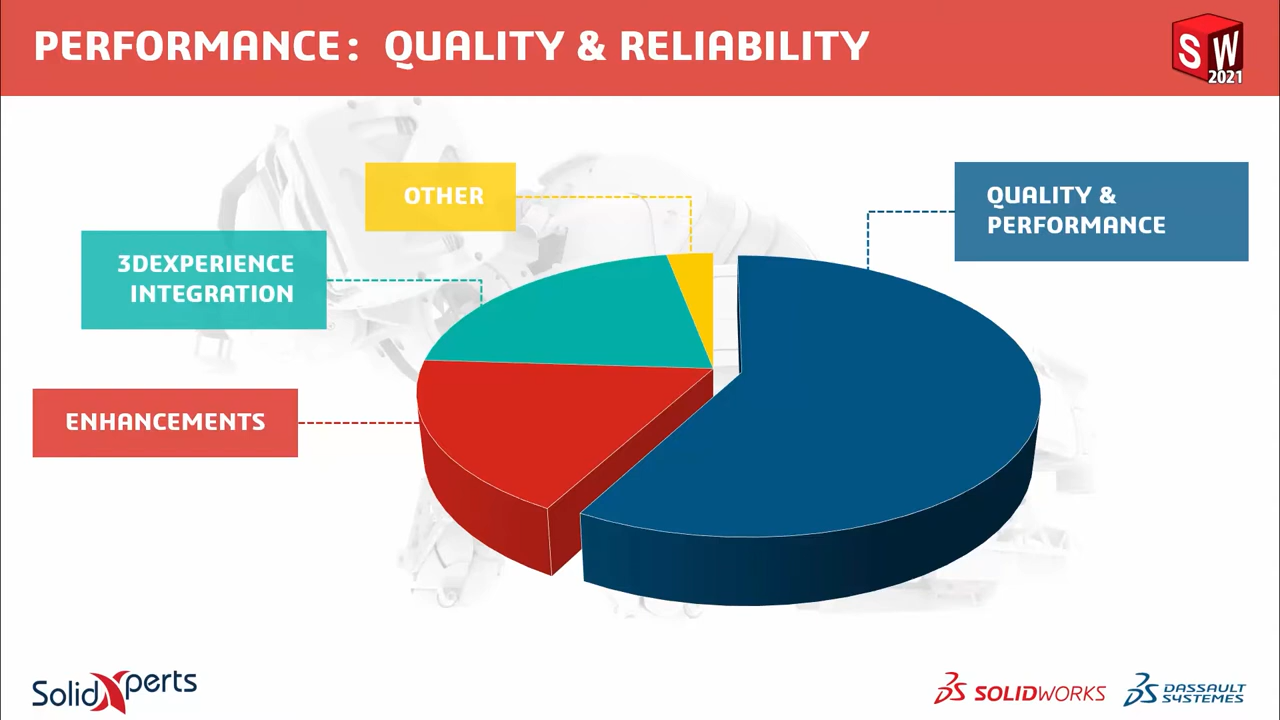 PERFORMANCE: QUALITY & RELIABILITY
SW
2021
OTHER
QUALITY &
PERFORMANCE
3DEXPERIENCE
INTEGRATION
ENHANCEMENTS
SolidXperts
SOLIDWORKS
DASSAULT
SYSTEMES